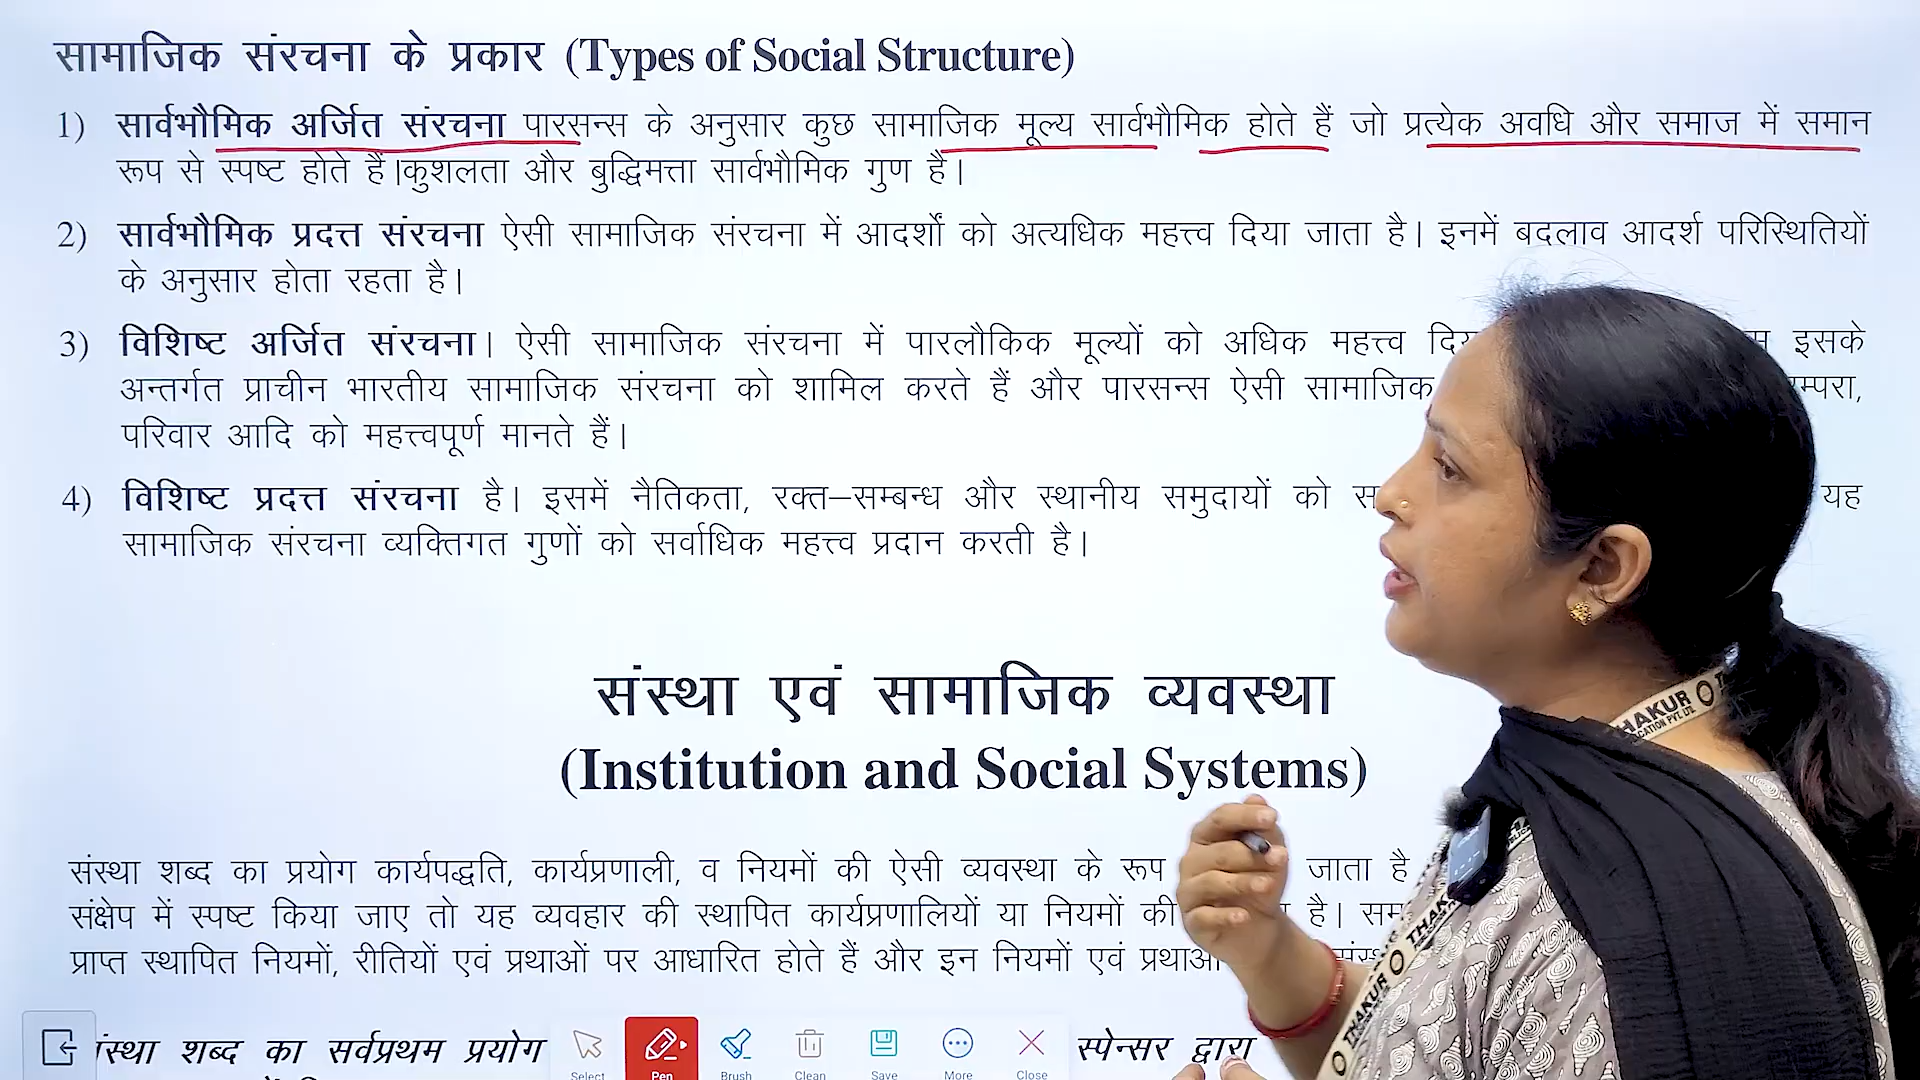 सामाजिक संरचना के प्रकार (Types of Social Structure)
1) सार्वभौमिक अर्जित संरचना पारसन्स के अनुसार कुछ सामाजिक मूल्य सार्वभौमिक होते हैं जो प्रत्येक अवधि और समाज में समान
रूप से स्पष्ट होते हैं।कुशलता और बुद्धिमत्ता सार्वभौमिक गुण हैं।
2) सार्वभौमिक प्रदत्त संरचना ऐसी सामाजिक संरचना में आदर्शों को अत्यधिक महत्त्व दिया जाता है। इनमें बदलाव आदर्श परिस्थितियों
के अनुसार होता रहता है।
3) विशिष्ट अर्जित संरचना। ऐसी सामाजिक संरचना में पारलौकिक मूल्यों को अधिक महत्त्व इसके
अन्तर्गत प्राचीन भारतीय सामाजिक संरचना को शामिल करते हैं और पारसन्स ऐसी सामाजिक
परिवार आदि को महत्त्वपूर्ण मानते हैं।
4) विशिष्ट प्रदत्त संरचना है। इसमें नैतिकता, रक्त–सम्बन्ध और स्थानीय समुदायों को यह
सामाजिक संरचना व्यक्तिगत गुणों को सर्वाधिक महत्त्व प्रदान करती है।
संस्था एवं सामाजिक व्यवस्था
(Institution and Social Systems)
संस्था शब्द का प्रयोग कार्यपद्धति, कार्यप्रणाली, व नियमों की ऐसी व्यवस्था के रूप जाता है
संक्षेप में स्पष्ट किया जाए तो यह व्यवहार की स्थापित कार्यप्रणालियों या नियमों की है।
प्राप्त स्थापित नियमों, रीतियों एवं प्रथाओं पर आधारित होते हैं और इन नियमों एवं
शब्द का सर्वप्रथम प्रयोग स्पेन्सर द्वारा
Select Pen Brush Clean Save More Close
THAKUR
THAKUR